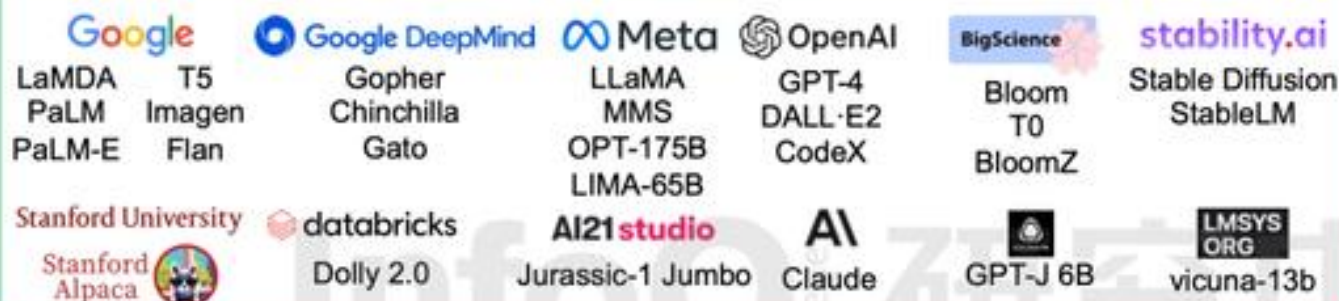 Google
Google DeepMind
Meta
OpenAI
BigScience
stability.ai
LaMDA T5
PaLM Imagen
PaLM-E Flan
Gopher
Chinchilla
Gato
LLaMA
MMS
OPT-175B
LIMA-65B
GPT-4
DALL·E2
CodeX
Bloom
T0
BloomZ
Stable Diffusion
StableLM
Stanford University
Stanford
Alpaca
databricks
Dolly 2.0
AI21 studio
Jurassic-1 Jumbo
A\
Claude
GPT-J 6B
LMSYS
ORG
vicuna-13b